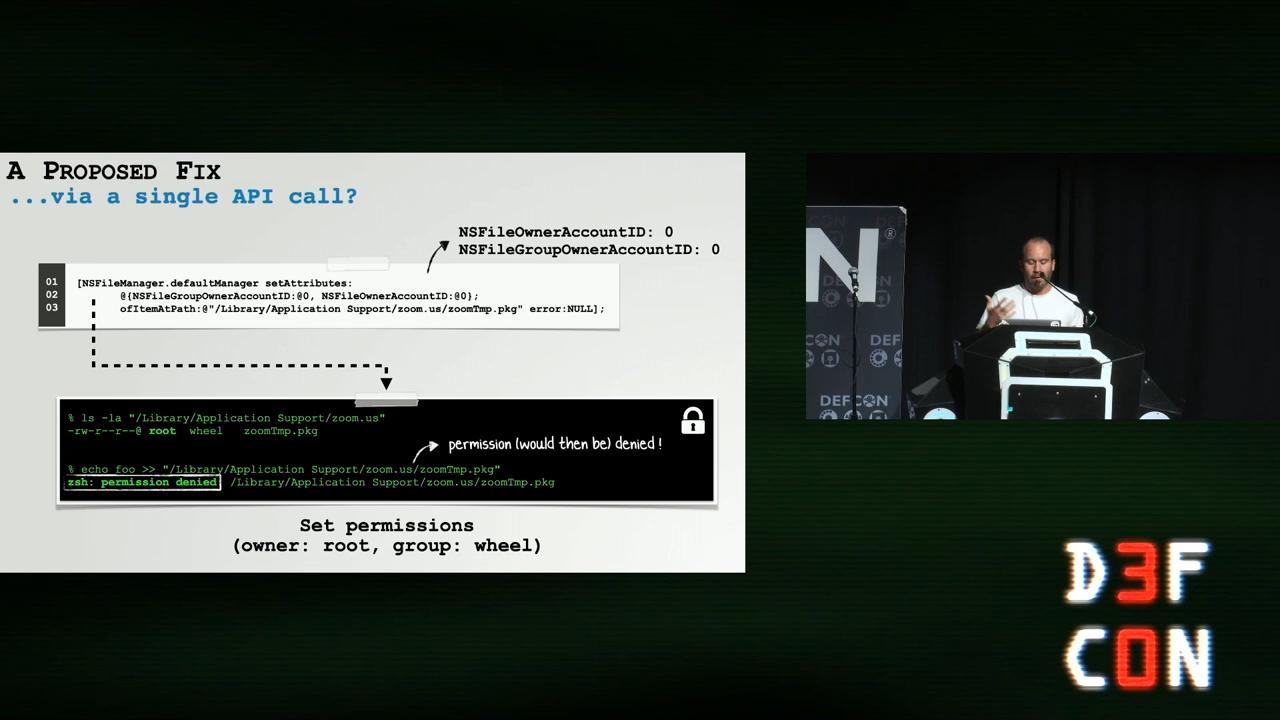 A PROPOSED FIX
...via a single API call?
NSFileOwnerAccountID: 0
NSFileGroupOwnerAccountID: 0
01 [NSFileManager.defaultManager setAttributes:
02 @{NSFileGroupOwnerAccountID:@0, NSFileOwnerAccountID:@0};
03 ofItemAtPath:@"/Library/Application Support/zoom.us/zoomTmp.pkg" error:NULL];
% ls -la "/Library/Application Support/zoom.us"
-rw-r--r--@ root wheel zoomTmp.pkg
permission (would then be) denied !
% echo foo >> "/Library/Application Support/zoom.us/zoomTmp.pkg"
zsh: permission denied: /Library/Application Support/zoom.us/zoomTmp.pkg
Set permissions
(owner: root, group: wheel)
N ®
CON DEF
DEFCON
D3F
C0N